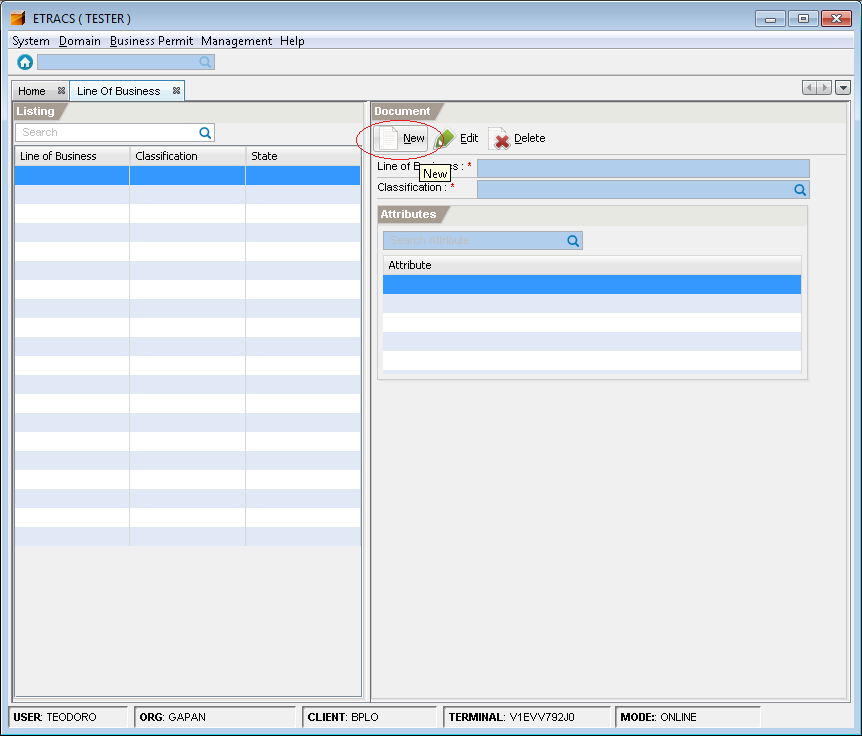 ETRACS ( TESTER )
System Domain Business Permit Management Help
Home Line Of Business
Listing
Search
Line of Business Classification State
Document
New Edit Delete
Line of Business : *
New
Classification : *
Attributes
Search Attribute
Attribute
USER: TEODORO ORG: GAPAN CLIENT: BPLO TERMINAL: V1EVV792J0 MODE:: ONLINE